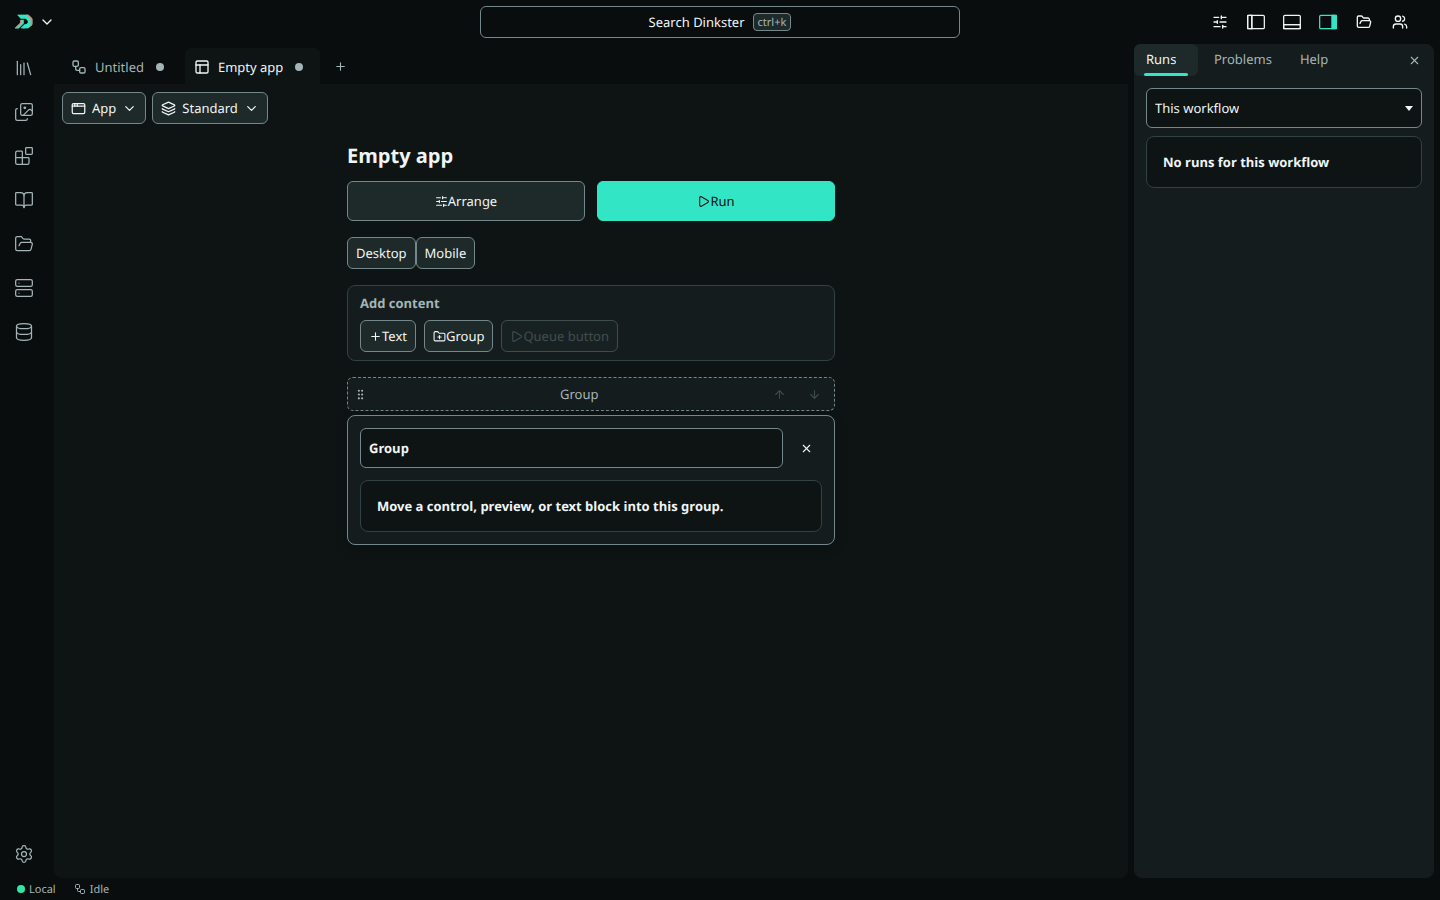 Search Dinkster ctrl+k
Untitled
Empty app
Runs
Problems
Help
App
Standard
This workflow
No runs for this workflow
Empty app
Arrange
Run
Desktop
Mobile
Add content
Text
Group
Queue button
Group
Group
Move a control, preview, or text block into this group.
Local
Idle